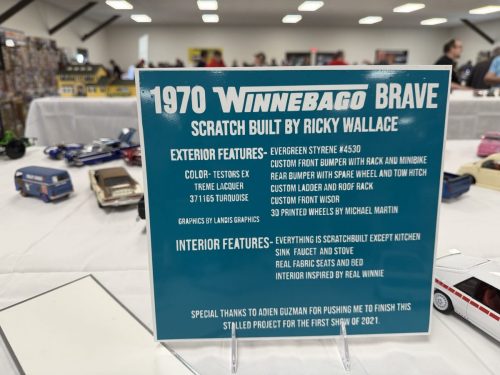 1970 WINNEBAGO BRAVE
SCRATCH BUILT BY RICKY WALLACE
EXTERIOR FEATURES- EVERGREEN STYRENE #4530
CUSTOM FRONT BUMPER WITH RACK AND MINIBIKE
COLOR- TESTORS EX REAR BUMPER WITH SPARE WHEEL AND TOW HITCH
TREME LACQUER CUSTOM LADDER AND ROOF RACK
371165 TURQUOISE CUSTOM FRONT WISOR
GRAPHICS BY LANDIS GRAPHICS 3D PRINTED WHEELS BY MICHAEL MARTIN
INTERIOR FEATURES- EVERYTHING IS SCRATCHBUILT EXCEPT KITCHEN
SINK FAUCET AND STOVE
REAL FABRIC SEATS AND BED
INTERIOR INSPIRED BY REAL WINNIE
SPECIAL THANKS TO ADIEN GUZMAN FOR PUSHING ME TO FINISH THIS
STALLED PROJECT FOR THE FIRST SHOW OF 2021.